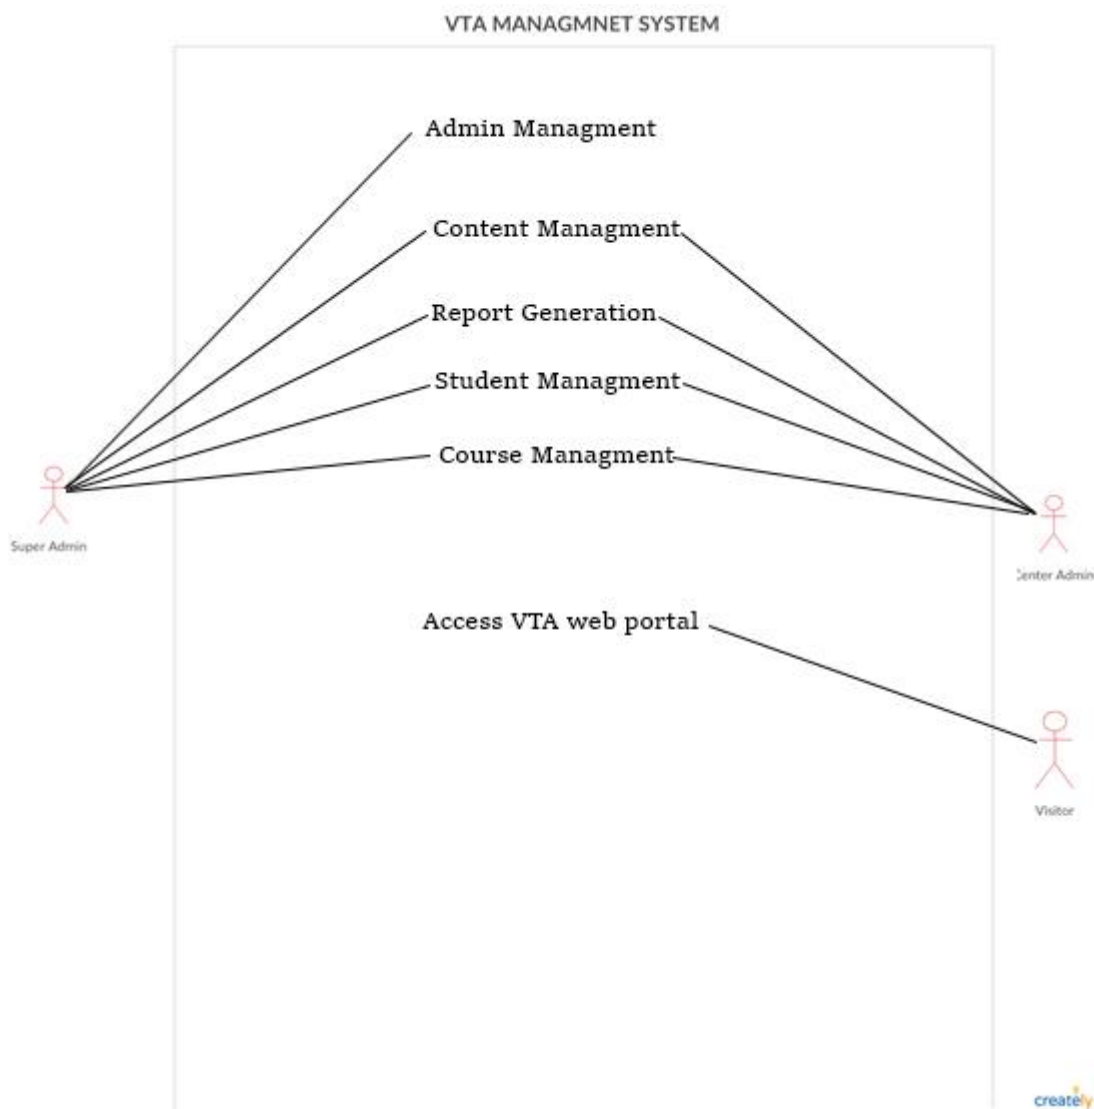 VTA MANAGMNET SYSTEM
Admin Managment
Content Managment
Report Generation
Student Managment
Course Managment
Super Admin
Center Admin
Access VTA web portal
Visitor
creately